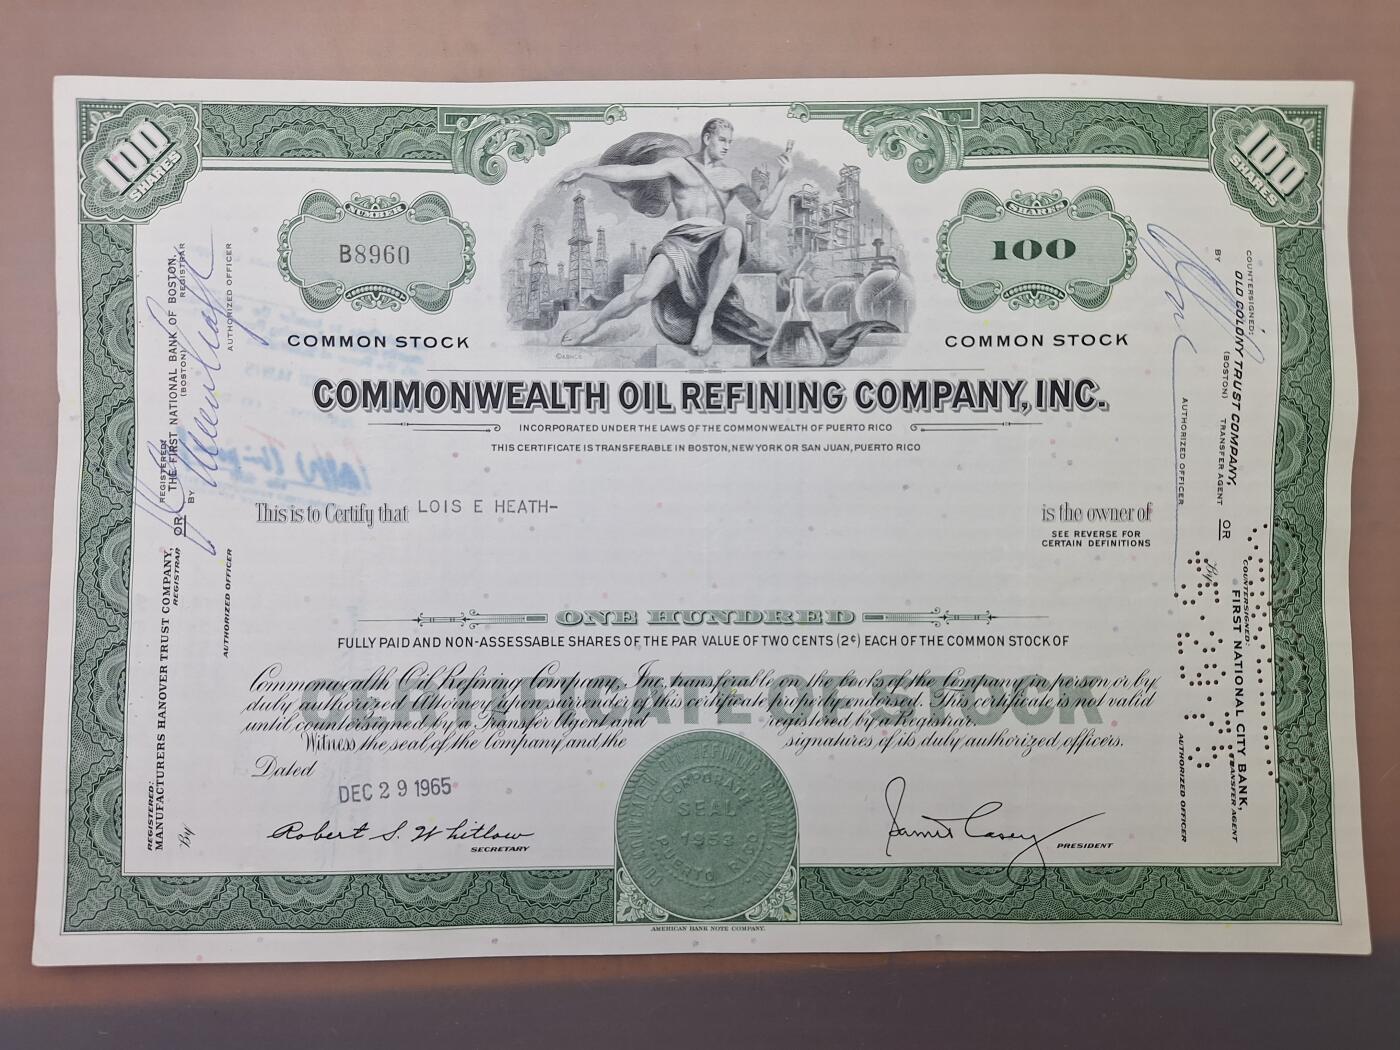 100 SHARES
100 SHARES
NUMBER
B8960
SHARES
100
COMMON STOCK
COMMON STOCK
©ABNCO
COMMONWEALTH OIL REFINING COMPANY, INC.
INCORPORATED UNDER THE LAWS OF THE COMMONWEALTH OF PUERTO RICO
THIS CERTIFICATE IS TRANSFERABLE IN BOSTON, NEW YORK OR SAN JUAN, PUERTO RICO
This is to Certify that LOIS E HEATH- is the owner of
SEE REVERSE FOR
CERTAIN DEFINITIONS
ONE HUNDRED
FULLY PAID AND NON-ASSESSABLE SHARES OF THE PAR VALUE OF TWO CENTS (2¢) EACH OF THE COMMON STOCK OF
CERTIFICATE OF STOCK
Commonwealth Oil Refining Company, Inc. transferable on the books of the Company in person or by
duly authorized Attorney upon surrender of this certificate properly endorsed. This certificate is not valid
until countersigned by a Transfer Agent and registered by a Registrar.
Witness the seal of the Company and the signatures of its duly authorized officers.
Dated
DEC 29 1965
Robert S. Whitlow
SECRETARY
PRESIDENT
COMMONWEALTH OIL REFINING COMPANY, INC.
CORPORATE
SEAL
1953
PUERTO RICO
AMERICAN BANK NOTE COMPANY.
REGISTERED:
THE FIRST NATIONAL BANK OF BOSTON,
(BOSTON) REGISTRAR
BY
AUTHORIZED OFFICER
OR
REGISTERED:
MANUFACTURERS HANOVER TRUST COMPANY,
REGISTRAR
By
AUTHORIZED OFFICER
COUNTERSIGNED:
OLD COLONY TRUST COMPANY,
(BOSTON) TRANSFER AGENT
BY
AUTHORIZED OFFICER
OR
COUNTERSIGNED:
FIRST NATIONAL CITY BANK,
TRANSFER AGENT
By
AUTHORIZED OFFICER